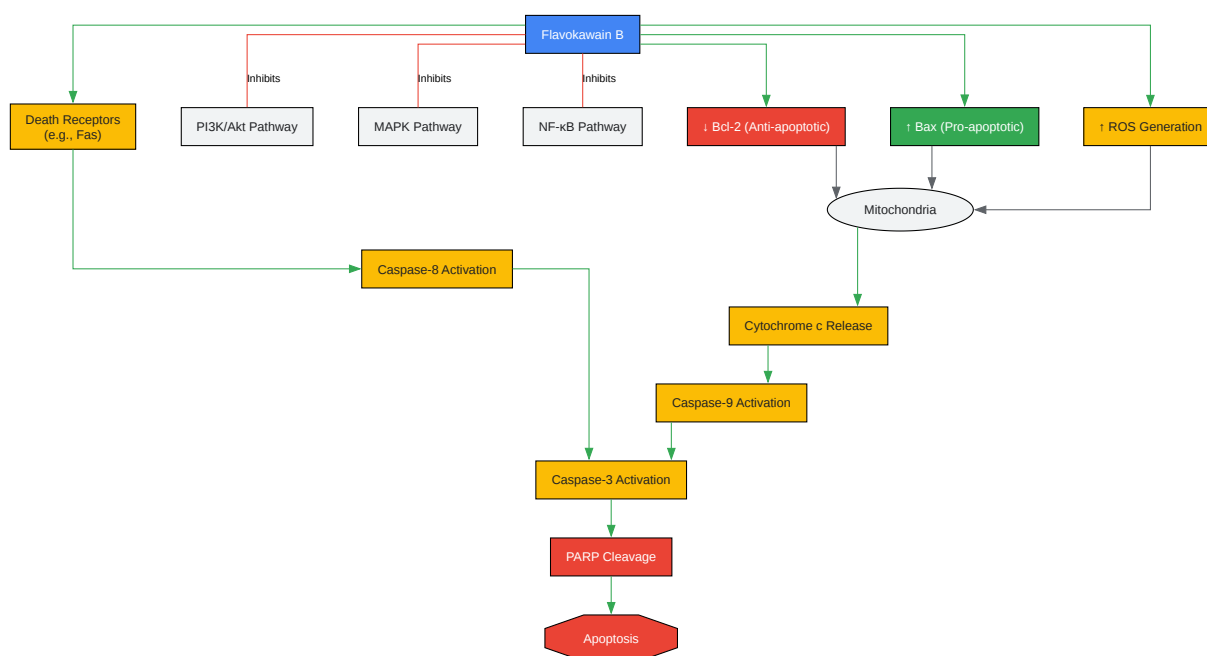 Flavokawain B
Inhibits
Inhibits
Inhibits
Death Receptors
(e.g., Fas)
PI3K/Akt Pathway
MAPK Pathway
NF-κB Pathway
↓ Bcl-2 (Anti-apoptotic)
↑ Bax (Pro-apoptotic)
↑ ROS Generation
Mitochondria
Caspase-8 Activation
Cytochrome c Release
Caspase-9 Activation
Caspase-3 Activation
PARP Cleavage
Apoptosis